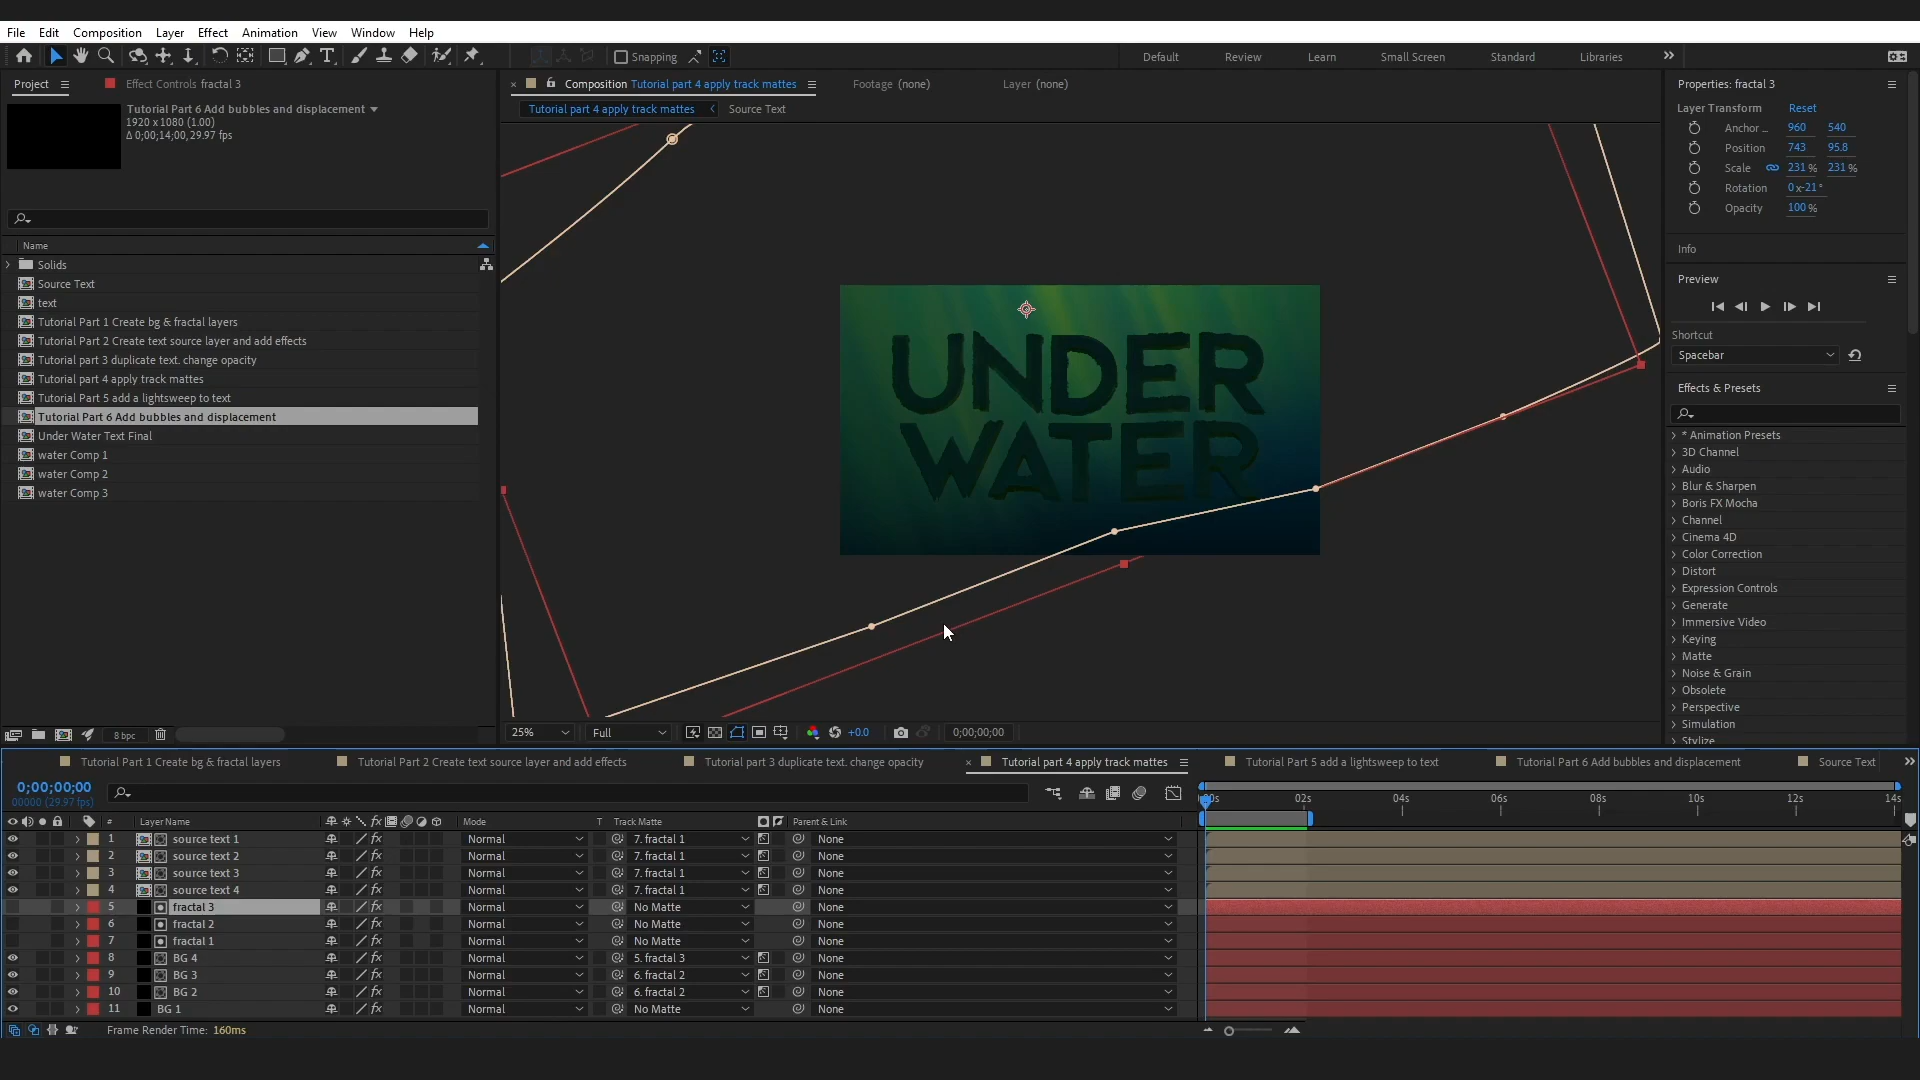 File Edit Composition Layer Effect Animation View Window Help
Snapping Default Review Learn Small Screen Standard Libraries
Project Effect Controls fractal 3
Tutorial Part 6 Add bubbles and displacement
1920 x 1080 (1.00)
Δ 0;00;14;00, 29.97 fps
Name
Solids
Source Text
text
Tutorial Part 1 Create bg & fractal layers
Tutorial Part 2 Create text source layer and add effects
Tutorial part 3 duplicate text. change opacity
Tutorial part 4 apply track mattes
Tutorial Part 5 add a lightsweep to text
Tutorial Part 6 Add bubbles and displacement
Under Water Text Final
water Comp 1
water Comp 2
water Comp 3
8 bpc
Composition Tutorial part 4 apply track mattes Footage (none) Layer (none)
Tutorial part 4 apply track mattes Source Text
UNDER
WATER
25% Full +0.0 0;00;00;00
Properties: fractal 3
Layer Transform Reset
Anchor ... 960 540
Position 743 95.8
Scale 231 % 231 %
Rotation 0 x-21 °
Opacity 100 %
Info
Preview
Shortcut
Spacebar
Effects & Presets
* Animation Presets
3D Channel
Audio
Blur & Sharpen
Boris FX Mocha
Channel
Cinema 4D
Color Correction
Distort
Expression Controls
Generate
Immersive Video
Keying
Matte
Noise & Grain
Obsolete
Perspective
Simulation
Stylize
Tutorial Part 1 Create bg & fractal layers Tutorial Part 2 Create text source layer and add effects Tutorial part 3 duplicate text. change opacity Tutorial part 4 apply track mattes Tutorial Part 5 add a lightsweep to text Tutorial Part 6 Add bubbles and displacement Source Text
0;00;00;00
00000 (29.97 fps)
02s 04s 06s 08s 10s 12s 14s
# Layer Name Mode T Track Matte Parent & Link
1 source text 1 fx Normal 7. fractal 1 None
2 source text 2 fx Normal 7. fractal 1 None
3 source text 3 fx Normal 7. fractal 1 None
4 source text 4 fx Normal 7. fractal 1 None
5 fractal 3 fx Normal No Matte None
6 fractal 2 fx Normal No Matte None
7 fractal 1 fx Normal No Matte None
8 BG 4 fx Normal 5. fractal 3 None
9 BG 3 fx Normal 6. fractal 2 None
10 BG 2 fx Normal 6. fractal 2 None
11 BG 1 fx Normal No Matte None
Frame Render Time: 160ms